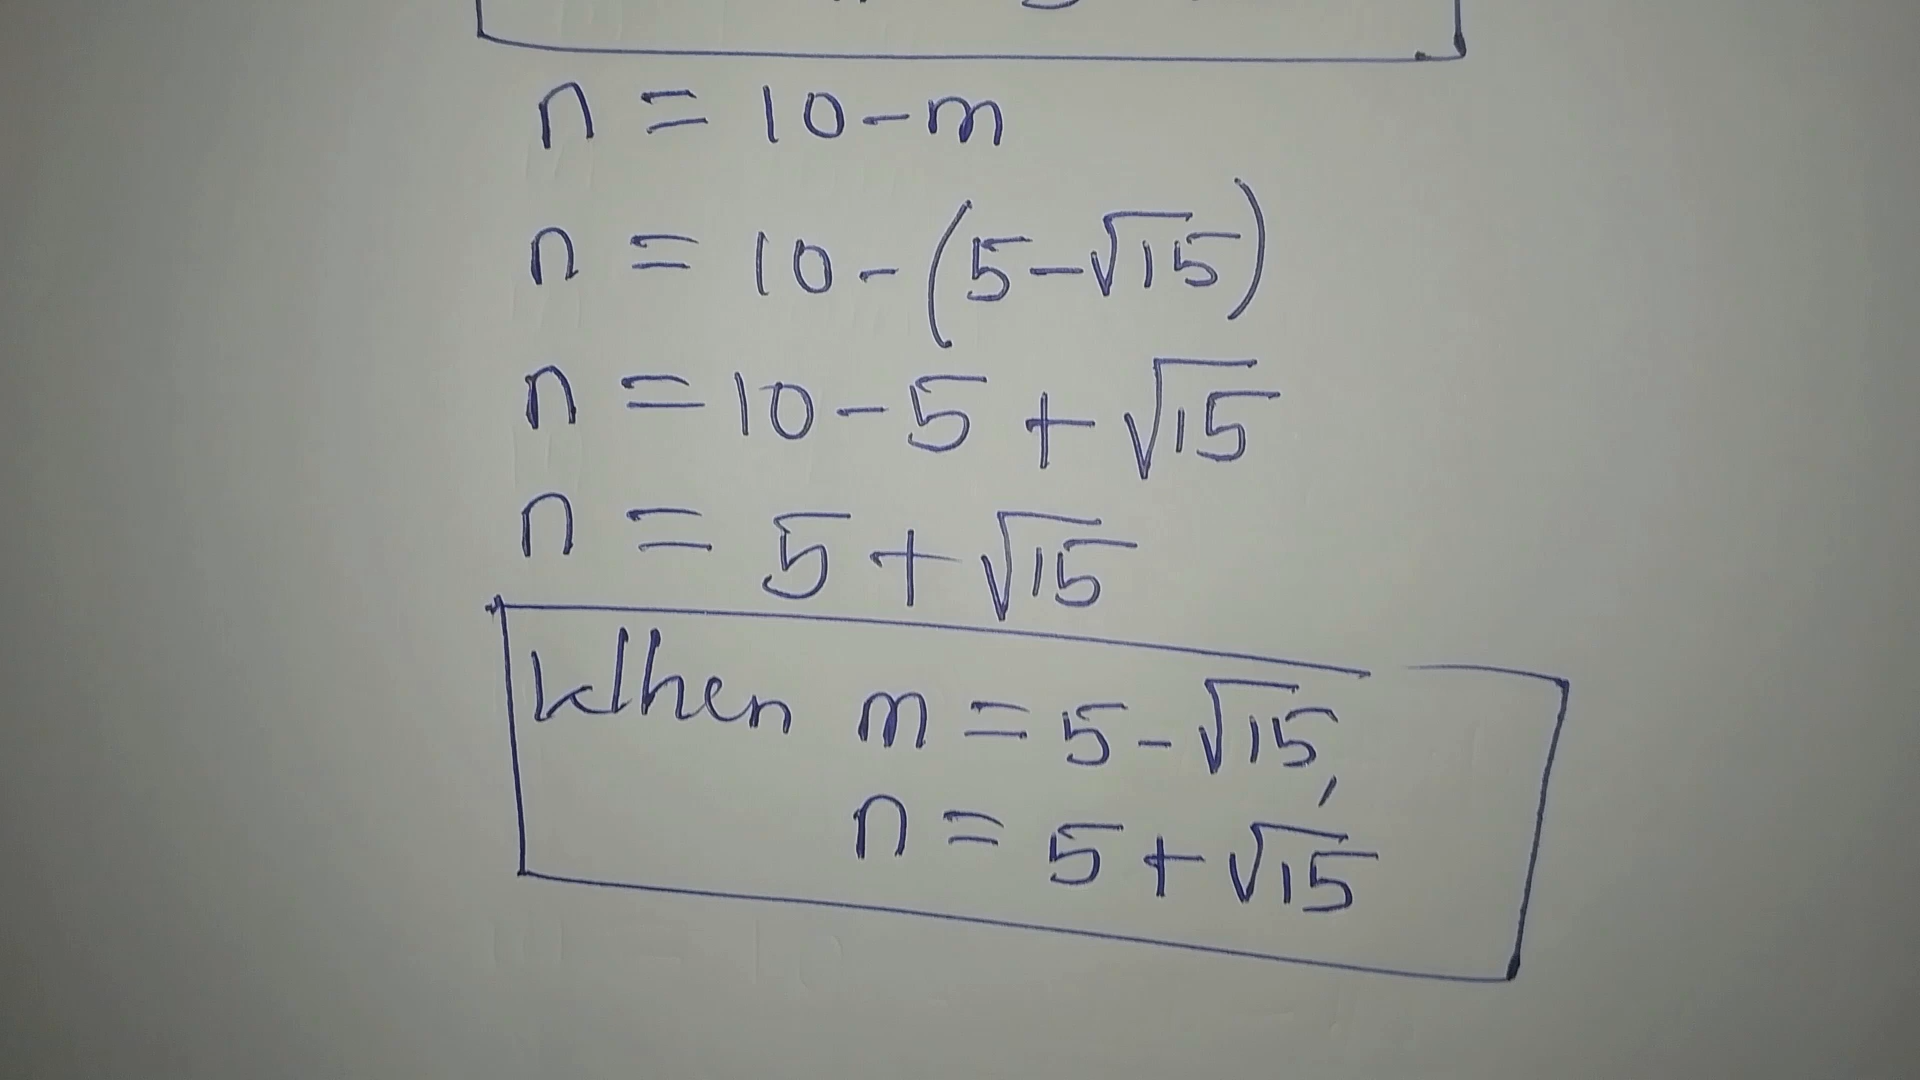 n = 10-m
n = 10-(5-√15)
n = 10-5+√15
n = 5+√15
When m = 5-√15,
n = 5+√15